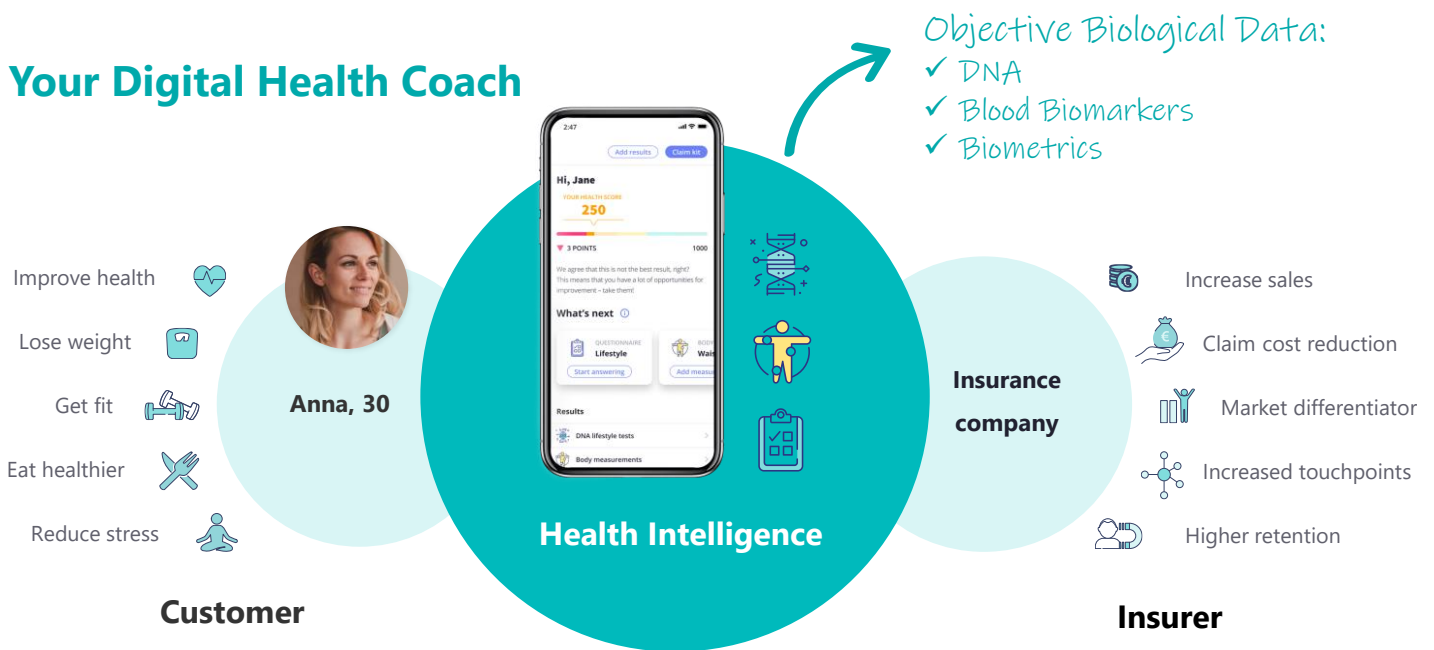 Your Digital Health Coach
Objective Biological Data:
✓ DNA
✓ Blood Biomarkers
✓ Biometrics
Improve health
Lose weight
Get fit
Eat healthier
Reduce stress
Customer
Anna, 30
2:47
Add results
Claim kit
Hi, Jane
YOUR HEALTH SCORE
250
3 POINTS
1000
We agree that this is not the best
result, right?
This means that you have a lot of opportunities for
improvement – take them!
What's next
QUESTIONNAIRE
Lifestyle
Start answering
Add measu
Results
DNA lifestyle tests
Body measurements
Health Intelligence
Insurance
company
Increase sales
Claim cost reduction
Market differentiator
Increased touchpoints
Higher retention
Insurer